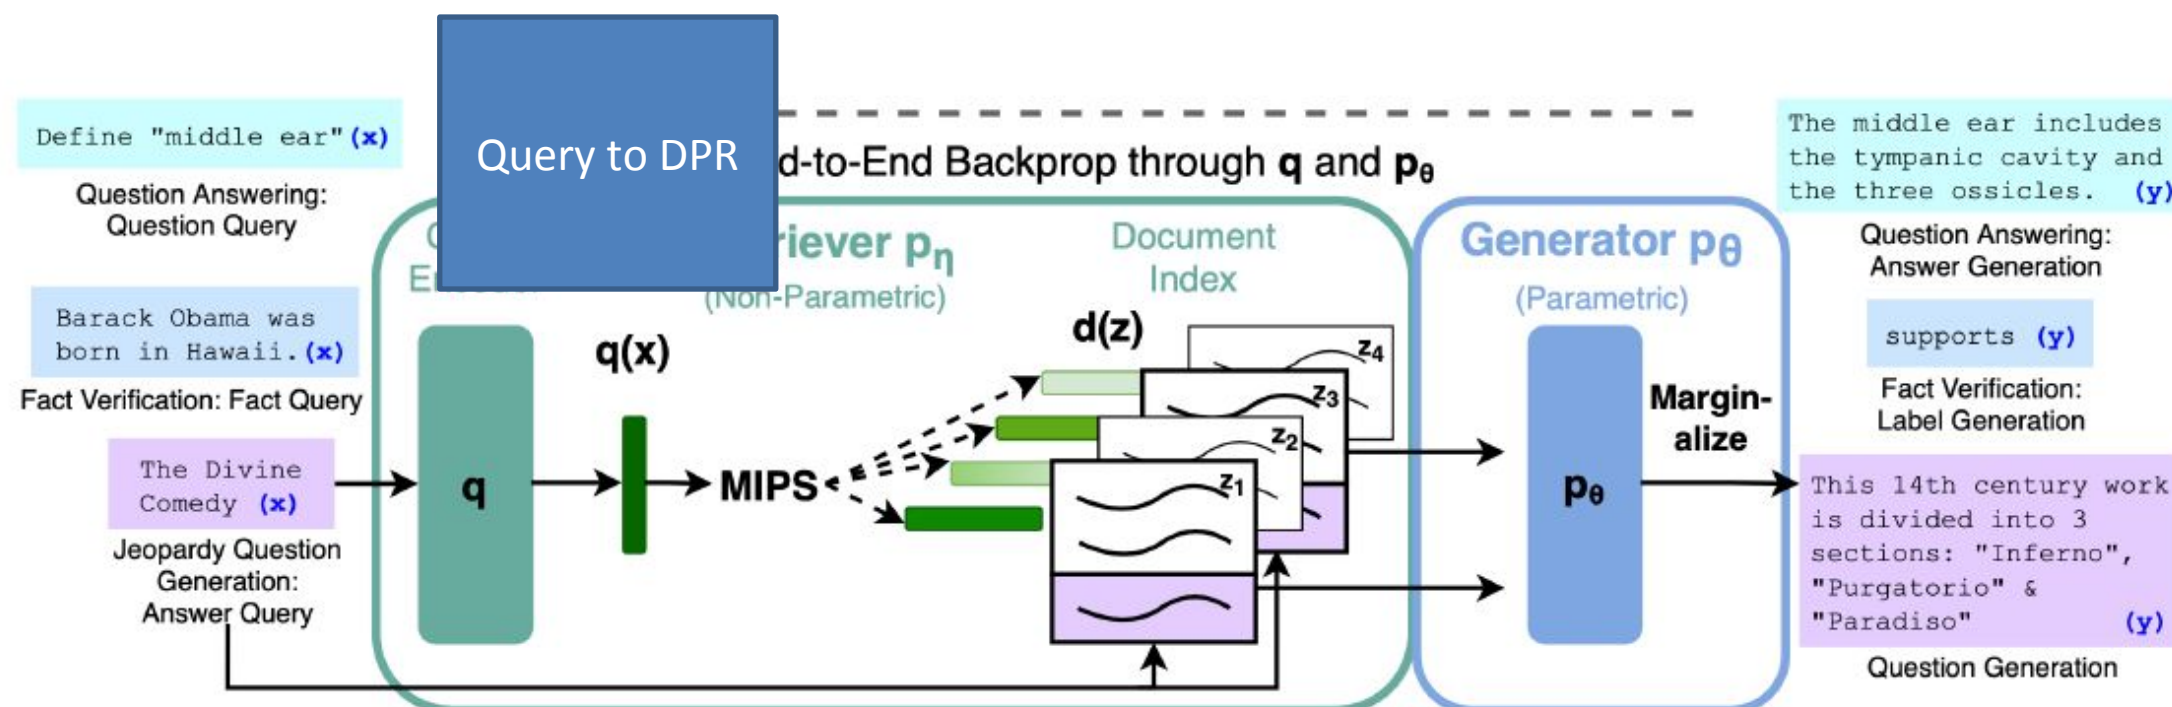 Query to DPR
d-to-End Backprop through q and pθ
Define "middle ear" (x)
Question Answering:
Question Query
Barack Obama was
born in Hawaii. (x)
Fact Verification: Fact Query
The Divine
Comedy (x)
Jeopardy Question
Generation:
Answer Query
riever pη
(Non-Parametric)
Document
Index
q
q(x)
MIPS
d(z)
z4
z3
z2
z1
Generator pθ
(Parametric)
pθ
Margin-
alize
The middle ear includes
the tympanic cavity and
the three ossicles. (y)
Question Answering:
Answer Generation
supports (y)
Fact Verification:
Label Generation
This 14th century work
is divided into 3
sections: "Inferno",
"Purgatorio" &
"Paradiso" (y)
Question Generation